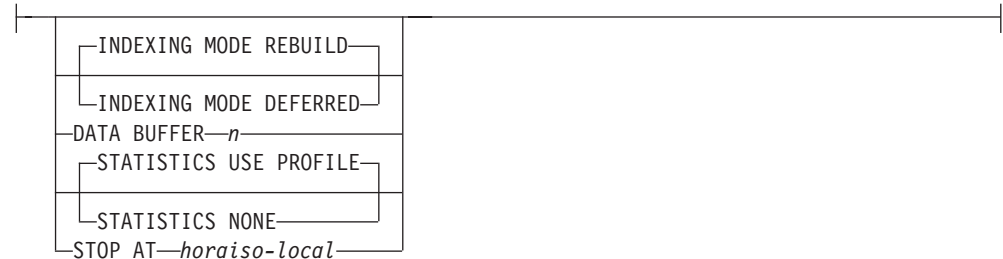 INDEXING MODE REBUILD
INDEXING MODE DEFERRED
DATA BUFFER n
STATISTICS USE PROFILE
STATISTICS NONE
STOP AT horaiso-local